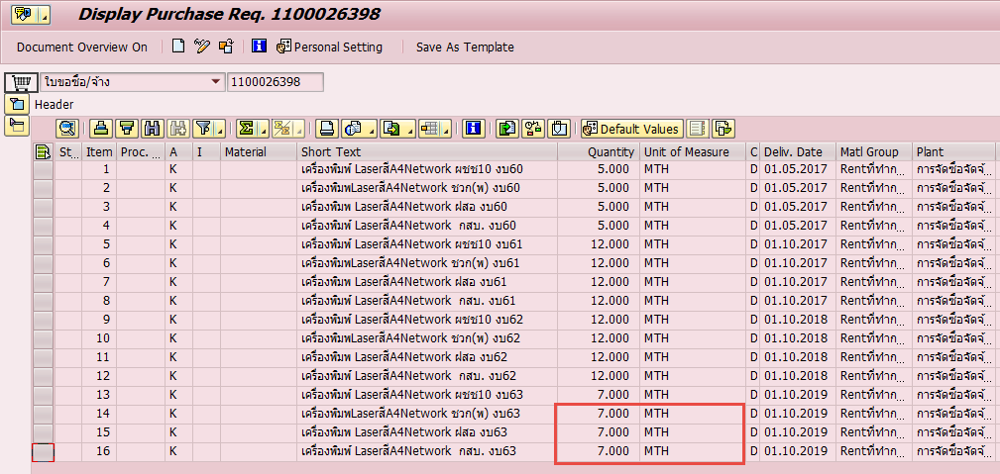 Display Purchase Req. 1100026398
Document Overview On Personal Setting Save As Template
ใบขอซื้อ/จ้าง 1100026398
Header
Default Values
St... Item Proc. ... A I Material Short Text Quantity Unit of Measure C Deliv. Date Matl Group Plant
1 K เครื่องพิมพ์ Laserสี่A4Network ผชช10 งบ60 5.000 MTH D 01.05.2017 Rentที่ทำก... การจัดซื้อจัดจ้...
2 K เครื่องพิมพLaserสี่A4Network ชวก(พ) งบ60 5.000 MTH D 01.05.2017 Rentที่ทำก... การจัดซื้อจัดจ้...
3 K เครื่องพิมพ์ Laserสี่A4Network ฝสอ งบ60 5.000 MTH D 01.05.2017 Rentที่ทำก... การจัดซื้อจัดจ้...
4 K เครื่องพิมพ์ Laserสี่A4Network กสบ. งบ60 5.000 MTH D 01.05.2017 Rentที่ทำก... การจัดซื้อจัดจ้...
5 K เครื่องพิมพ์ Laserสี่A4Network ผชช10 งบ61 12.000 MTH D 01.10.2017 Rentที่ทำก... การจัดซื้อจัดจ้...
6 K เครื่องพิมพLaserสี่A4Network ชวก(พ) งบ61 12.000 MTH D 01.10.2017 Rentที่ทำก... การจัดซื้อจัดจ้...
7 K เครื่องพิมพ์ Laserสี่A4Network ฝสอ งบ61 12.000 MTH D 01.10.2017 Rentที่ทำก... การจัดซื้อจัดจ้...
8 K เครื่องพิมพ์ Laserสี่A4Network กสบ. งบ61 12.000 MTH D 01.10.2017 Rentที่ทำก... การจัดซื้อจัดจ้...
9 K เครื่องพิมพ์ Laserสี่A4Network ผชช10 งบ62 12.000 MTH D 01.10.2018 Rentที่ทำก... การจัดซื้อจัดจ้...
10 K เครื่องพิมพLaserสี่A4Network ชวก(พ) งบ62 12.000 MTH D 01.10.2018 Rentที่ทำก... การจัดซื้อจัดจ้...
11 K เครื่องพิมพ์ Laserสี่A4Network ฝสอ งบ62 12.000 MTH D 01.10.2018 Rentที่ทำก... การจัดซื้อจัดจ้...
12 K เครื่องพิมพ์ Laserสี่A4Network กสบ. งบ62 12.000 MTH D 01.10.2018 Rentที่ทำก... การจัดซื้อจัดจ้...
13 K เครื่องพิมพ์ Laserสี่A4Network ผชช10 งบ63 7.000 MTH D 01.10.2019 Rentที่ทำก... การจัดซื้อจัดจ้...
14 K เครื่องพิมพLaserสี่A4Network ชวก(พ) งบ63 7.000 MTH D 01.10.2019 Rentที่ทำก... การจัดซื้อจัดจ้...
15 K เครื่องพิมพ์ Laserสี่A4Network ฝสอ งบ63 7.000 MTH D 01.10.2019 Rentที่ทำก... การจัดซื้อจัดจ้...
16 K เครื่องพิมพ์ Laserสี่A4Network กสบ. งบ63 7.000 MTH D 01.10.2019 Rentที่ทำก... การจัดซื้อจัดจ้...